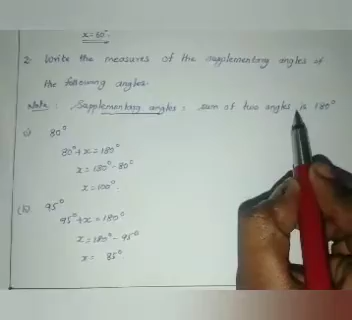 x=60°.
2. Write the measures of the supplementary angles of
the following angles.
Note : Supplementary angles : sum of two angles is 180°
i) 80°
80°+x=180°
x=180°-80°
x=100°.
(ii) 95°
95°+x=180°
x=180°-95°
x= 85°